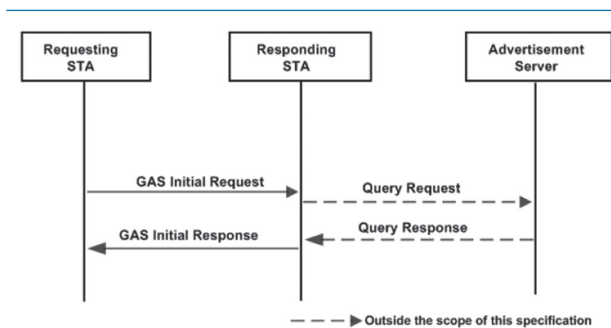 Requesting
STA
Responding
STA
Advertisement
Server
GAS Initial Request
Query Request
GAS Initial Response
Query Response
Outside the scope of this specification